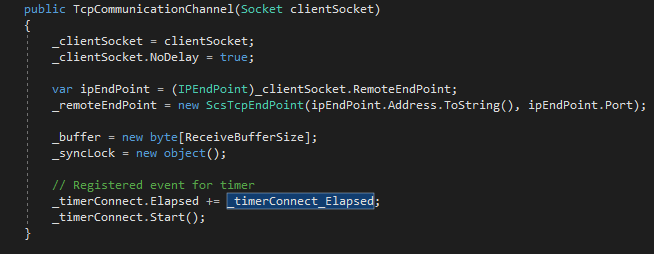 public TcpCommunicationChannel(Socket clientSocket)
{
_clientSocket = clientSocket;
_clientSocket.NoDelay = true;
var ipEndPoint = (IPEndPoint)_clientSocket.RemoteEndPoint;
_remoteEndPoint = new ScsTcpEndPoint(ipEndPoint.Address.ToString(), ipEndPoint.Port);
_buffer = new byte[ReceiveBufferSize];
_syncLock = new object();
// Registered event for timer
_timerConnect.Elapsed += _timerConnect_Elapsed;
_timerConnect.Start();
}